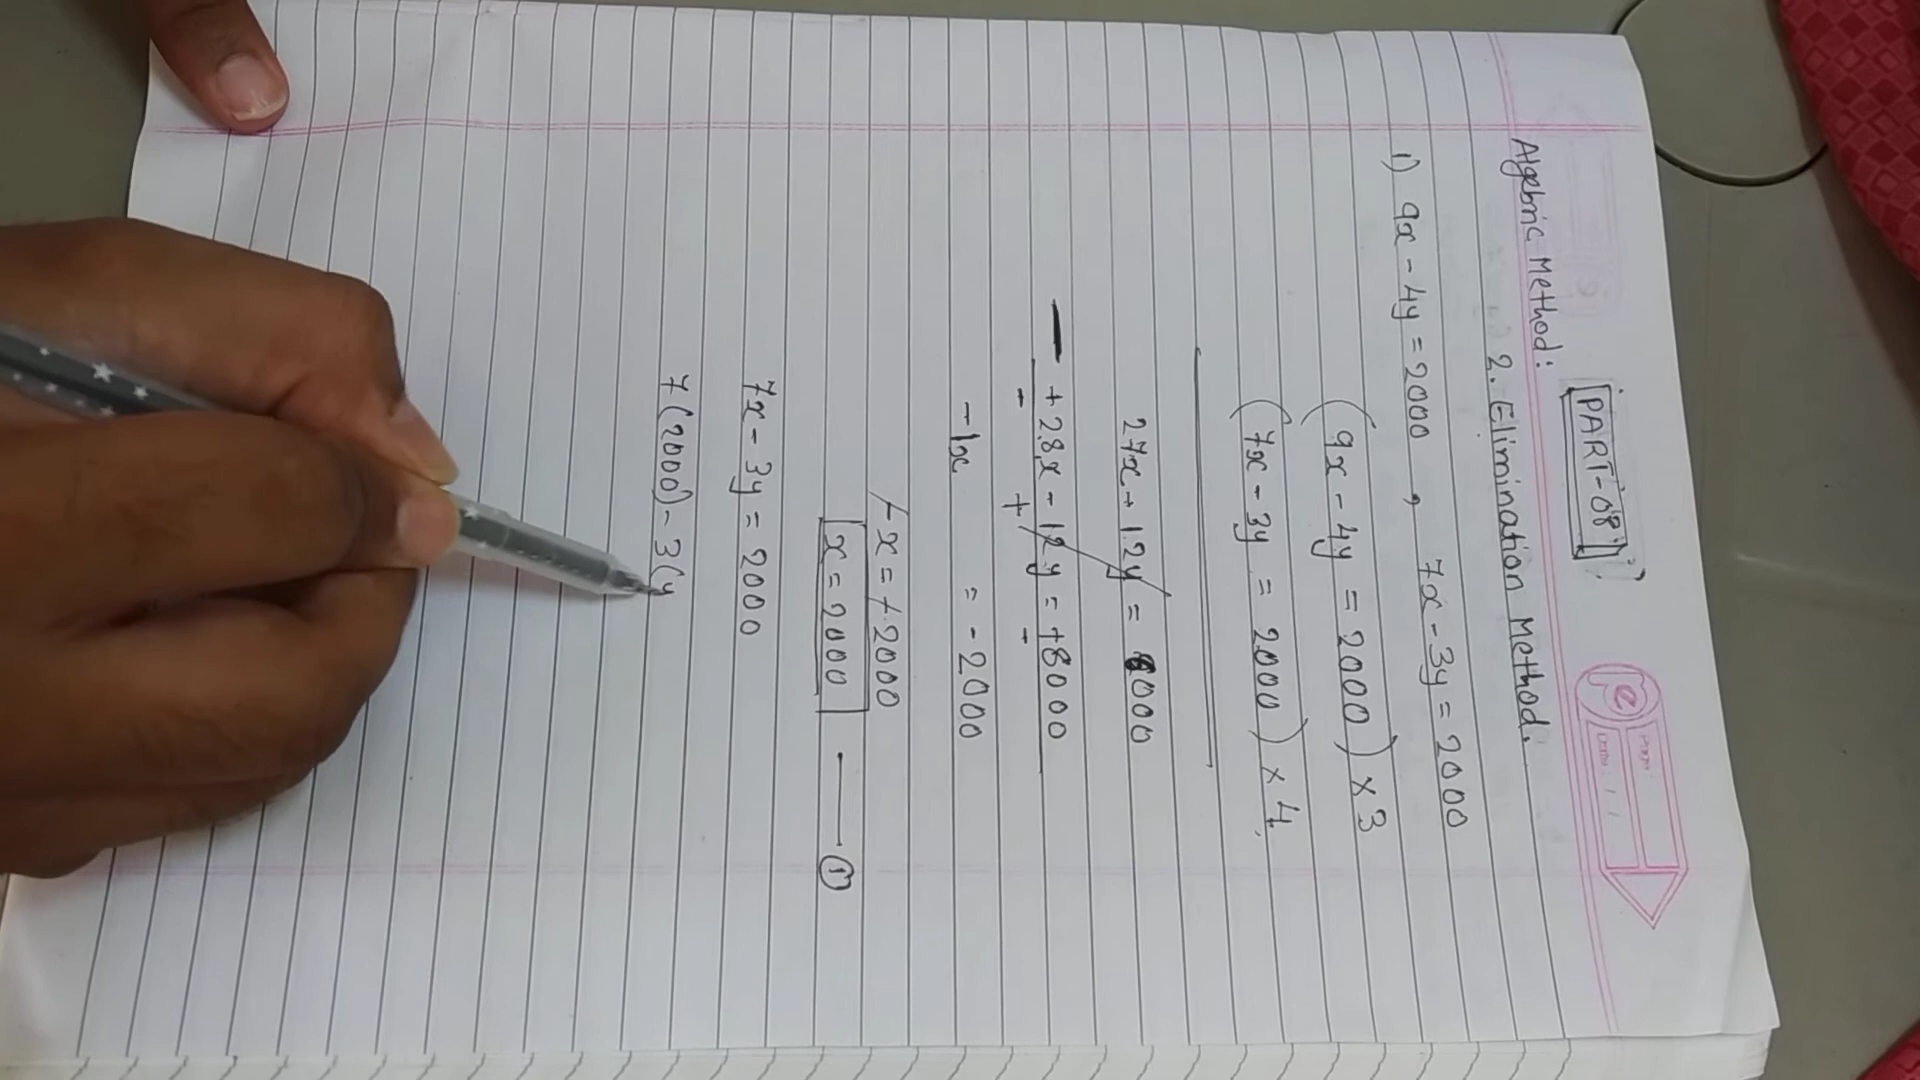 PART-08
Algebric Method:
2. Elimination Method.
1) 9x - 4y = 2000 , 7x - 3y = 2000
(9x - 4y = 2000) × 3
(7x - 3y = 2000) × 4
27x + 12y = 6000
- + 28x - 12y = +8000
- + -
-1x = -2000
-x = +2000
x = 2000 — (1)
7x - 3y = 2000
7(2000) - 3(y
Page:
Date: / /